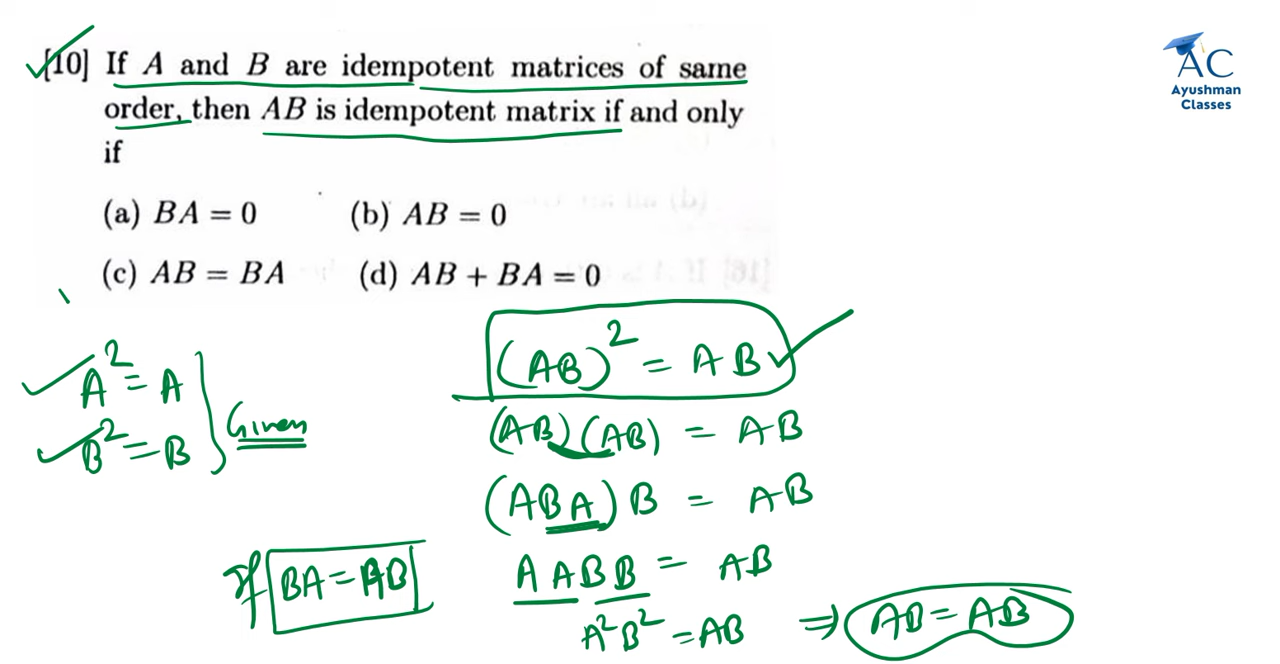 [10] If A and B are idempotent matrices of same
order, then AB is idempotent matrix if and only
if
(a) BA = 0 (b) AB = 0
(c) AB = BA (d) AB + BA = 0
AC
Ayushman
Classes
A² = A
B² = B
Given
(AB)² = AB
(AB)(AB) = AB
(ABA)B = AB
If BA = AB
AABB = AB
A²B² = AB ⇒ AB = AB